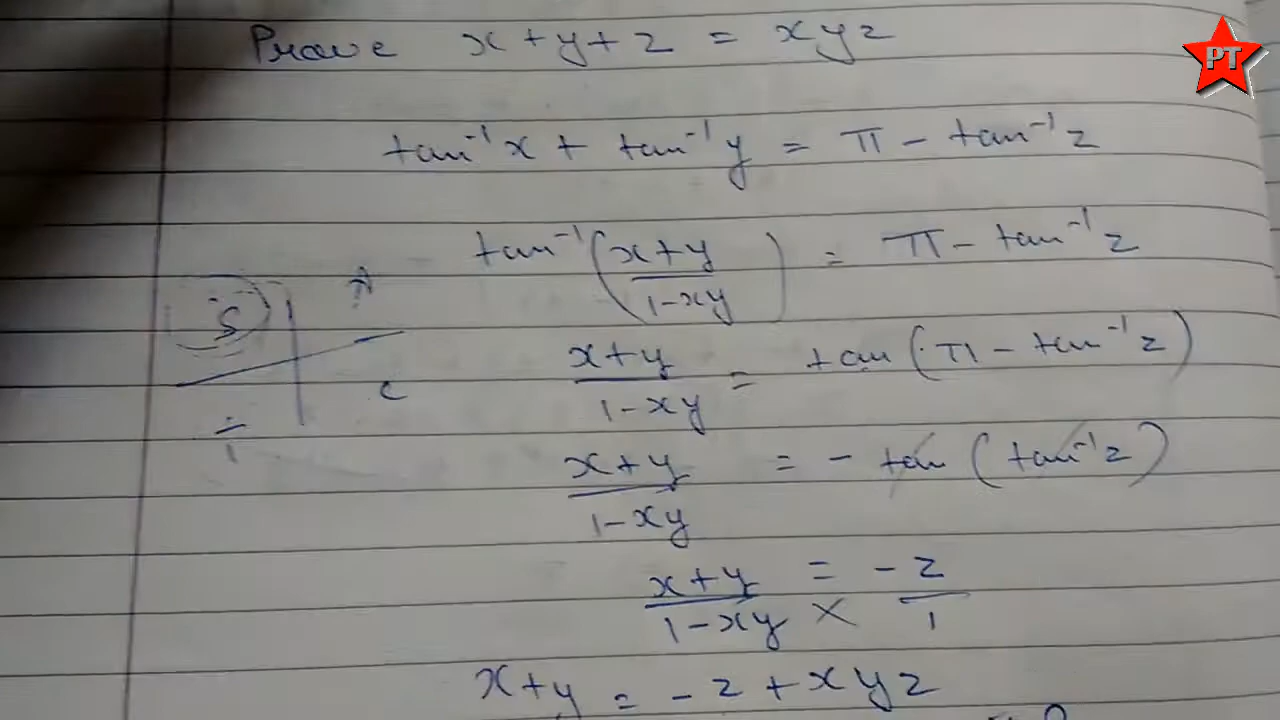 PT
Prove x + y + z = xyz
tan⁻¹x + tan⁻¹y = π - tan⁻¹z
tan⁻¹(x+y/1-xy) = π - tan⁻¹z
S A
x+y/1-xy = tan(π - tan⁻¹z)
C
x+y/1-xy = - tan(tan⁻¹z)
x+y/1-xy = -z/1
x+y = -z + xyz